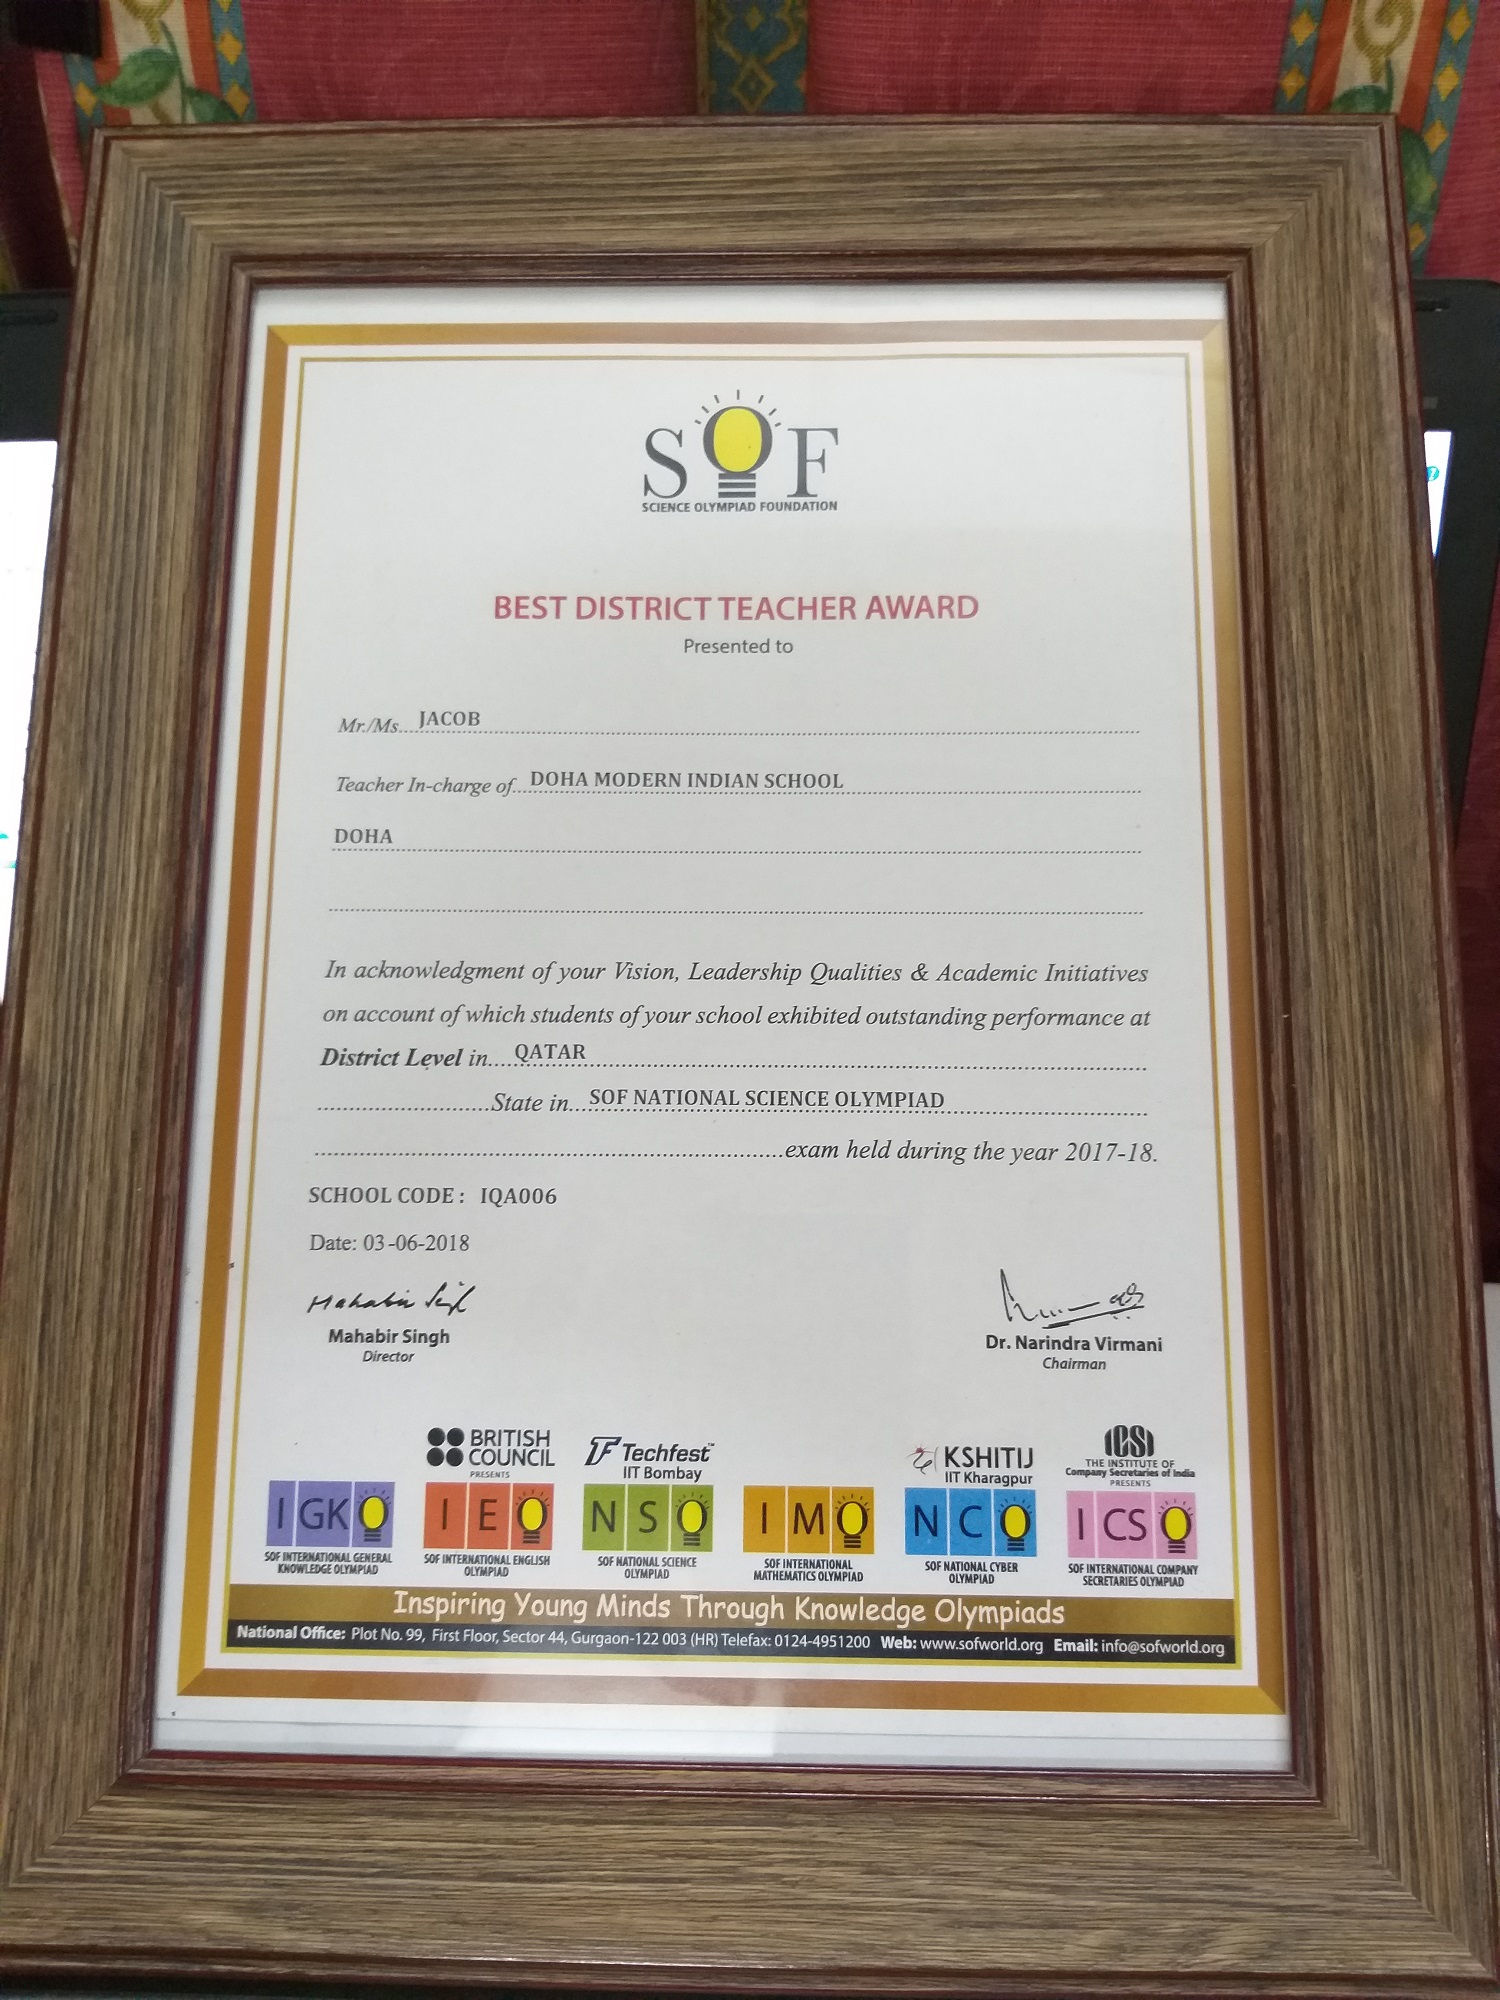 SOF
SCIENCE OLYMPIAD FOUNDATION
BEST DISTRICT TEACHER AWARD
Presented to
Mr./Ms....JACOB
Teacher In-charge of....DOHA MODERN INDIAN SCHOOL
DOHA
In acknowledgment of your Vision, Leadership Qualities & Academic Initiatives
on account of which students of your school exhibited outstanding performance at
District Level in....QATAR
State in...SOF NATIONAL SCIENCE OLYMPIAD
exam held during the year 2017-18.
SCHOOL CODE : IQA006
Date: 03-06-2018
Mahabir Singh
Mahabir Singh
Director
Dr. Narindra Virmani
Chairman
BRITISH COUNCIL
PRESENTS
IEO
SOF INTERNATIONAL ENGLISH
OLYMPIAD
Techfest™
IIT Bombay
NSO
SOF NATIONAL SCIENCE
OLYMPIAD
KSHITIJ
IIT Kharagpur
NCO
SOF NATIONAL CYBER
OLYMPIAD
ICSI
THE INSTITUTE OF
Company Secretaries of India
PRESENTS
ICSO
SOF INTERNATIONAL COMPANY
SECRETARIES OLYMPIAD
IGKO
SOF INTERNATIONAL GENERAL
KNOWLEDGE OLYMPIAD
IMO
SOF INTERNATIONAL
MATHEMATICS OLYMPIAD
Inspiring Young Minds Through Knowledge Olympiads
National Office: Plot No. 99, First Floor, Sector 44, Gurgaon-122 003 (HR) Telefax: 0124-4951200 Web: www.sofworld.org Email: info@sofworld.org